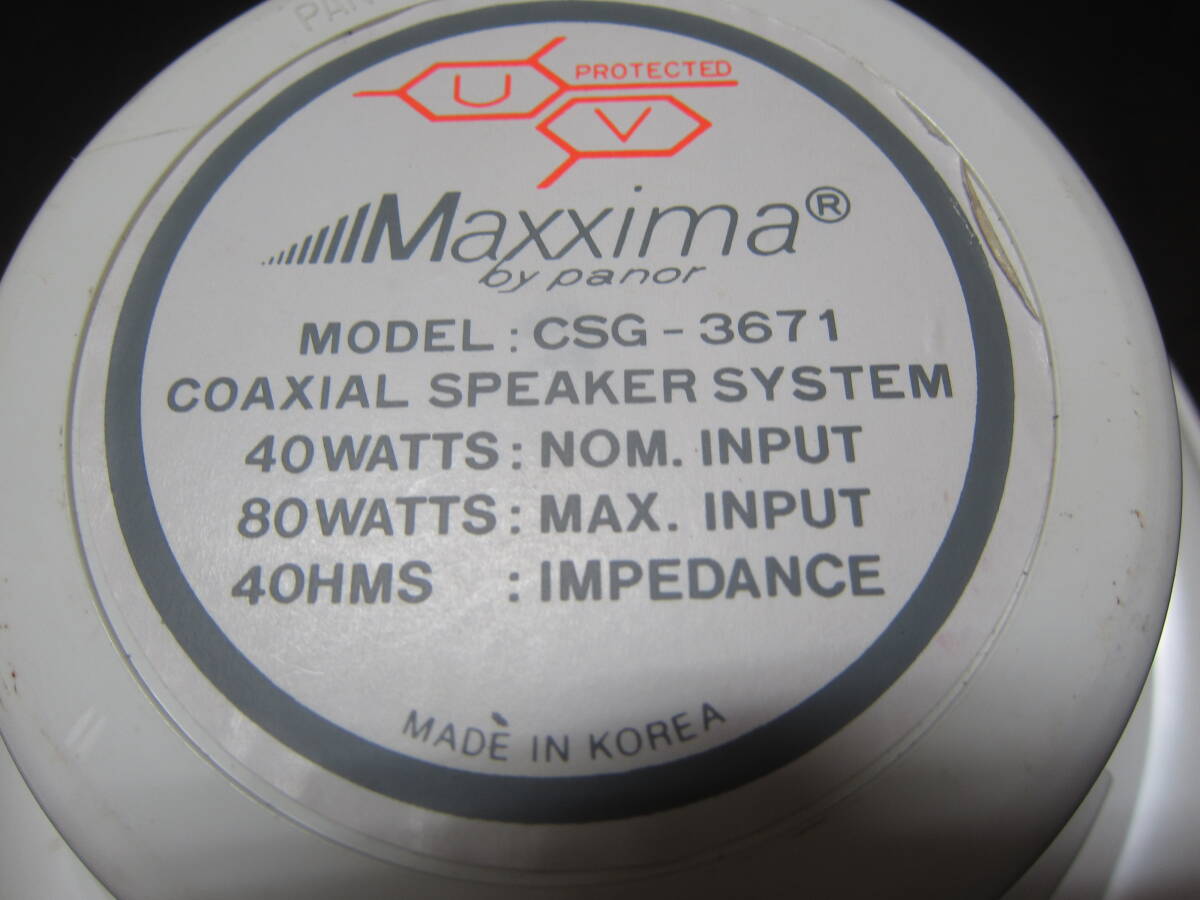 PAN
U PROTECTED
V
Maxxima®
by panor
MODEL : CSG - 3671
COAXIAL SPEAKER SYSTEM
40WATTS : NOM. INPUT
80WATTS : MAX. INPUT
4OHMS : IMPEDANCE
MADE IN KOREA